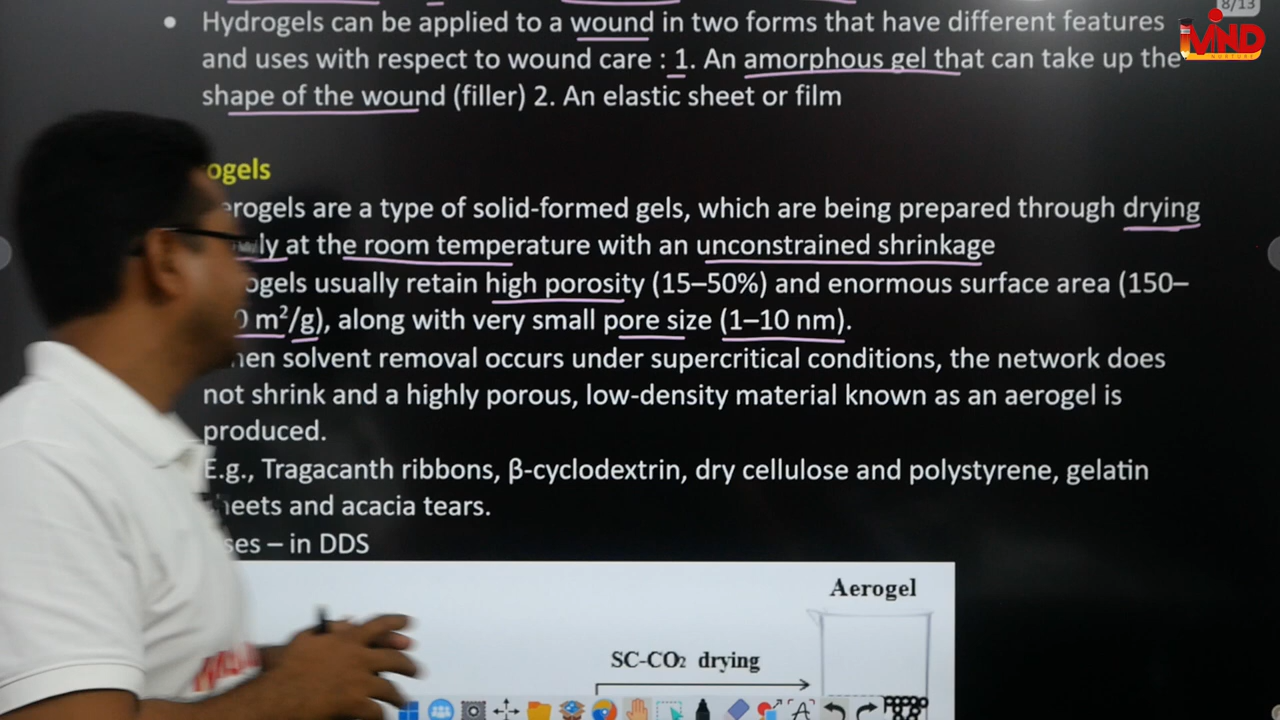 8/13
MIND
NURTURE
• Hydrogels can be applied to a wound in two forms that have different features
and uses with respect to wound care : 1. An amorphous gel that can take up the
shape of the wound (filler) 2. An elastic sheet or film
ogels
erogels are a type of solid-formed gels, which are being prepared through drying
ly at the room temperature with an unconstrained shrinkage
ogels usually retain high porosity (15–50%) and enormous surface area (150–
0 m²/g), along with very small pore size (1–10 nm).
hen solvent removal occurs under supercritical conditions, the network does
not shrink and a highly porous, low-density material known as an aerogel is
produced.
E.g., Tragacanth ribbons, β-cyclodextrin, dry cellulose and polystyrene, gelatin
heets and acacia tears.
ses – in DDS
Aerogel
SC-CO₂ drying